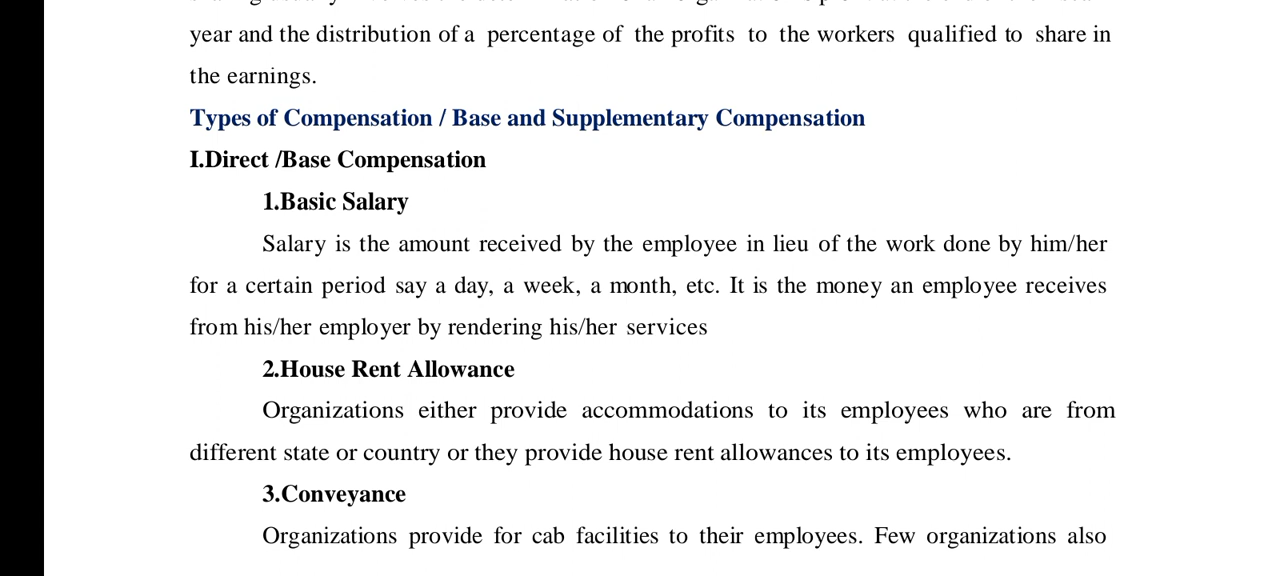 year and the distribution of a percentage of the profits to the workers qualified to share in
the earnings.
Types of Compensation / Base and Supplementary Compensation
I.Direct /Base Compensation
1.Basic Salary
Salary is the amount received by the employee in lieu of the work done by him/her
for a certain period say a day, a week, a month, etc. It is the money an employee receives
from his/her employer by rendering his/her services
2.House Rent Allowance
Organizations either provide accommodations to its employees who are from
different state or country or they provide house rent allowances to its employees.
3.Conveyance
Organizations provide for cab facilities to their employees. Few organizations also